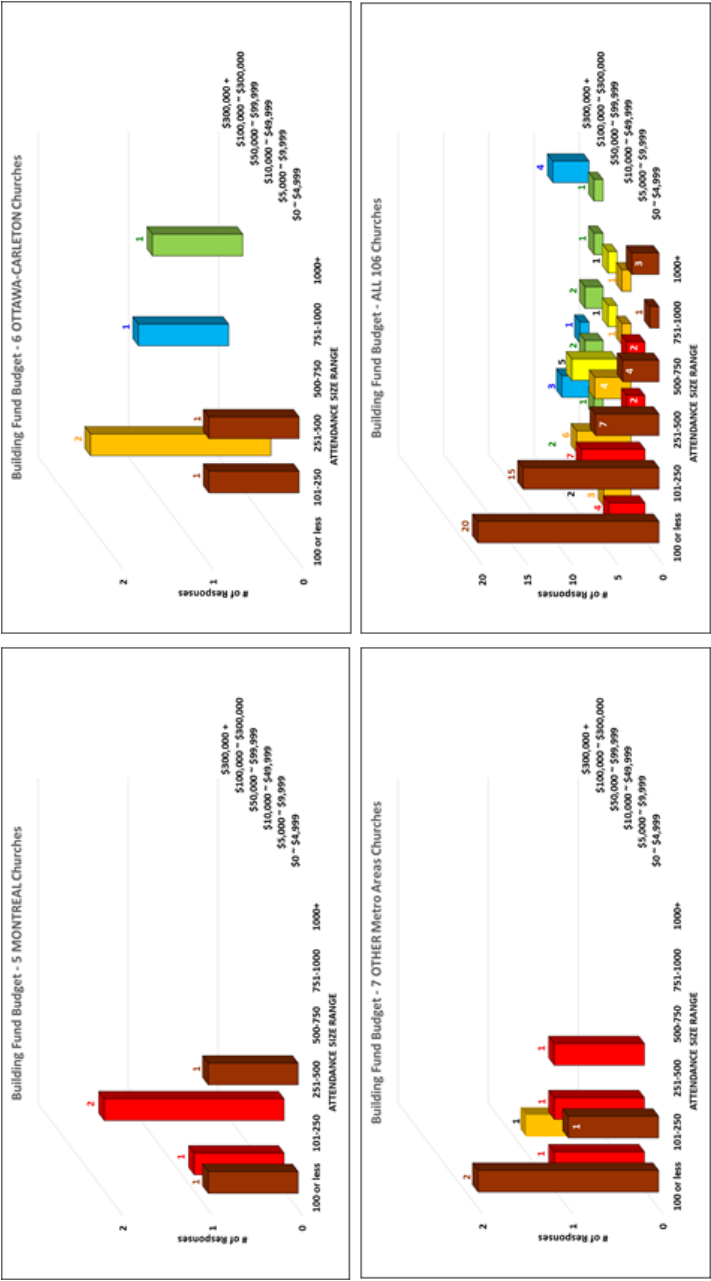 Building Fund Budget - 5 MONTREAL Churches
# of Responses
2
1
0
1
1
2
1
$300,000 +
$100,000 ~ $300,000
$50,000 ~ $99,999
$10,000 ~ $49,999
$5,000 ~ $9,999
$0 ~ $4,999
100 or less 101-250 251-500 500-750 751-1000 1000+
ATTENDANCE SIZE RANGE
Building Fund Budget - 6 OTTAWA-CARLETON Churches
# of Responses
2
1
0
1
2
1
1
1
$300,000 +
$100,000 ~ $300,000
$50,000 ~ $99,999
$10,000 ~ $49,999
$5,000 ~ $9,999
$0 ~ $4,999
100 or less 101-250 251-500 500-750 751-1000 1000+
ATTENDANCE SIZE RANGE
Building Fund Budget - 7 OTHER Metro Areas Churches
# of Responses
2
1
0
2
1
1
1
1
1
$300,000 +
$100,000 ~ $300,000
$50,000 ~ $99,999
$10,000 ~ $49,999
$5,000 ~ $9,999
$0 ~ $4,999
100 or less 101-250 251-500 500-750 751-1000 1000+
ATTENDANCE SIZE RANGE
Building Fund Budget - ALL 106 Churches
# of Responses
20
15
10
5
0
20
4
3
2
15
7
6
2
7
1
3
2
4
5
4
2
2
1
1
1
1
2
3
1
1
1
1
4
$300,000 +
$100,000 ~ $300,000
$50,000 ~ $99,999
$10,000 ~ $49,999
$5,000 ~ $9,999
$0 ~ $4,999
100 or less 101-250 251-500 500-750 751-1000 1000+
ATTENDANCE SIZE RANGE